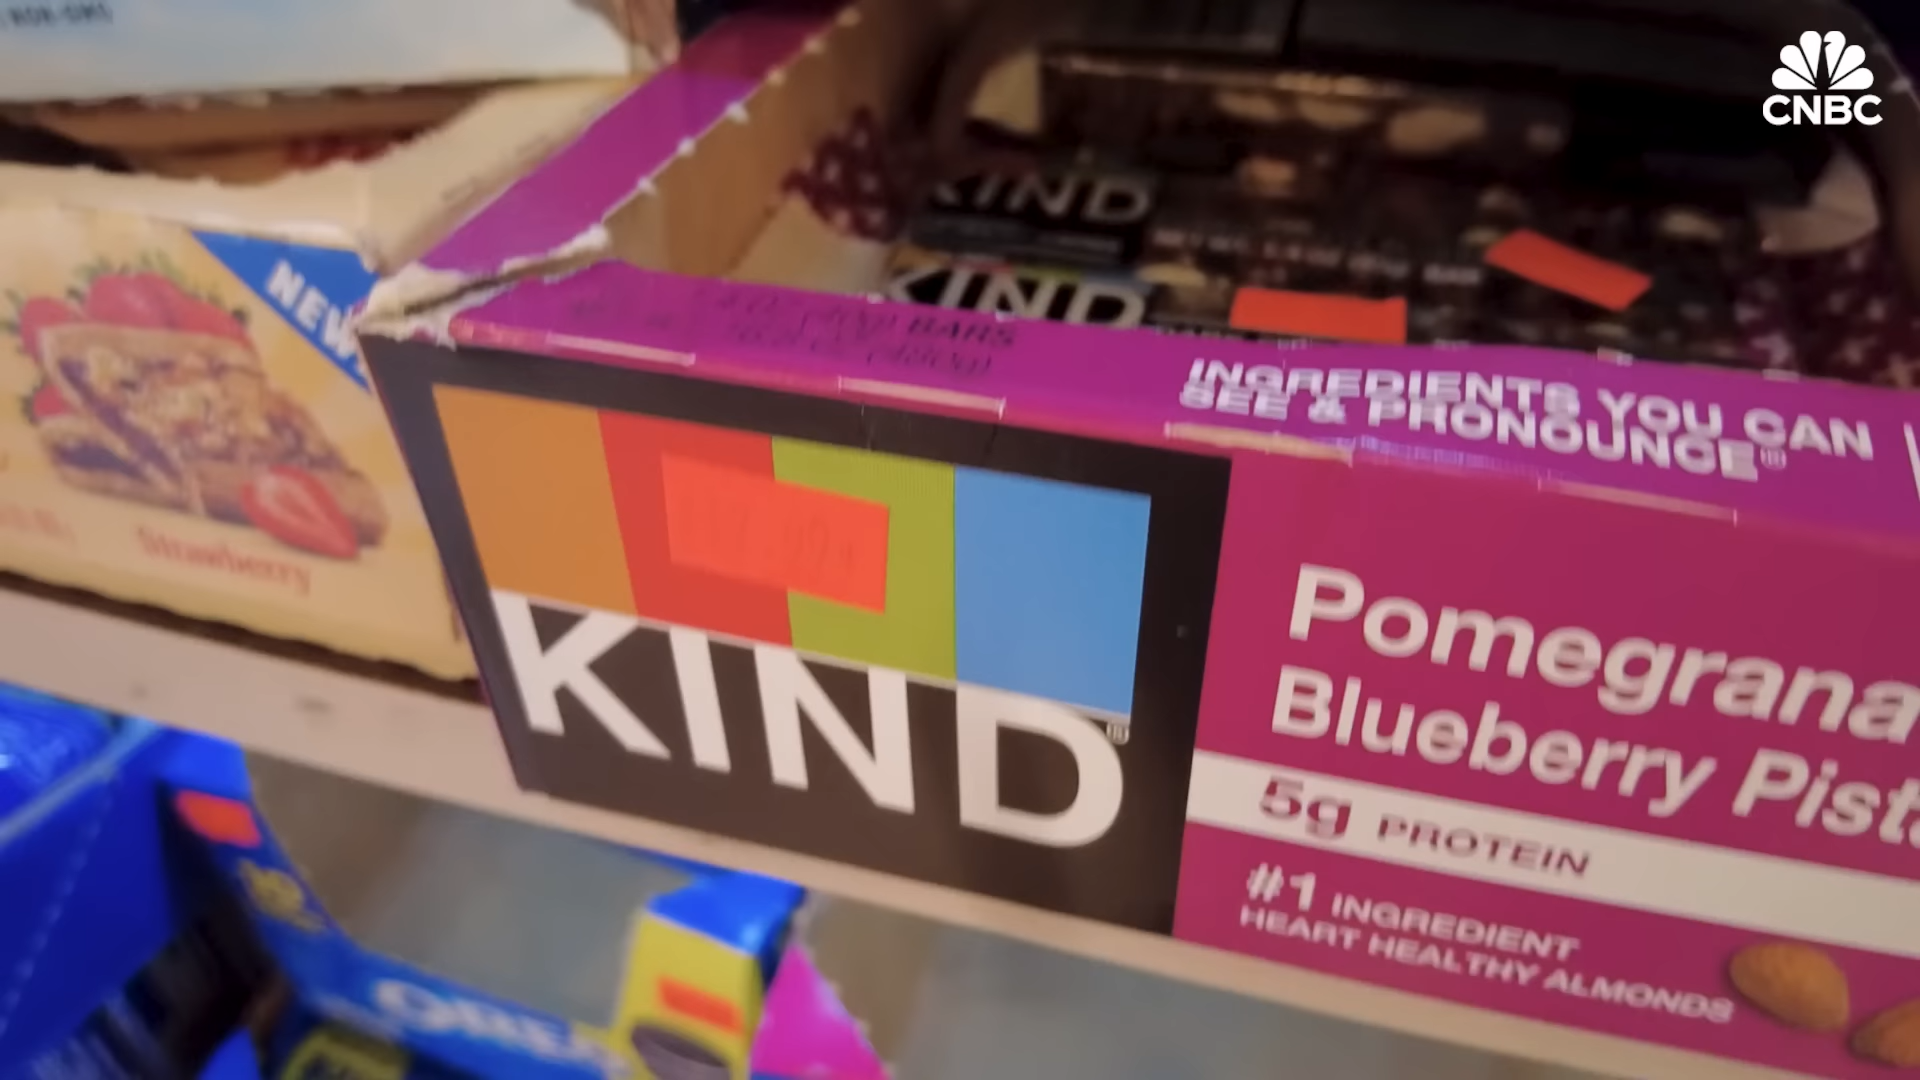 CNBC
KIND
KIND
NEW
INGREDIENTS YOU CAN
SEE & PRONOUNCE®
Strawberry
KIND®
Pomegrana
Blueberry Pist
5g PROTEIN
#1 INGREDIENT
HEART HEALTHY ALMONDS
OREO